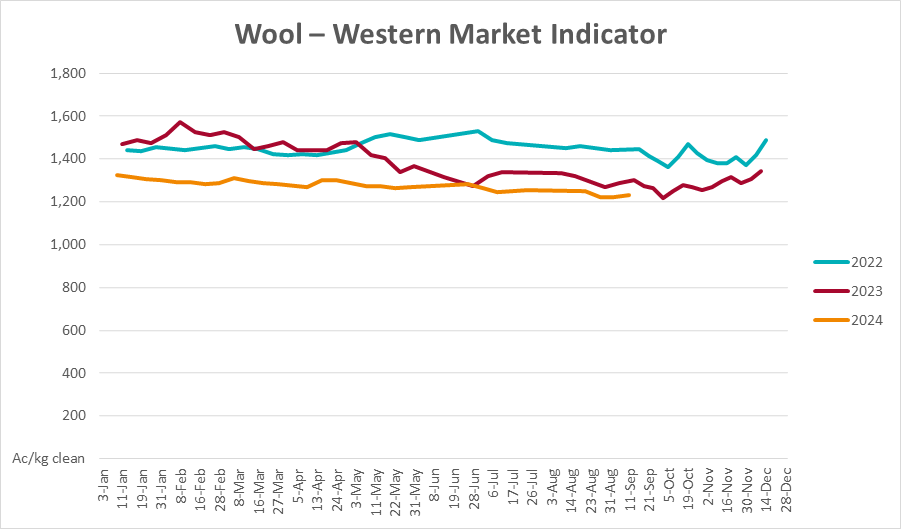 Wool – Western Market Indicator
1,800
1,600
1,400
1,200
1,000
800
600
400
200
Ac/kg clean
3-Jan
11-Jan
19-Jan
31-Jan
8-Feb
16-Feb
28-Feb
8-Mar
16-Mar
27-Mar
5-Apr
13-Apr
24-Apr
3-May
11-May
22-May
31-May
8-Jun
19-Jun
28-Jun
6-Jul
17-Jul
26-Jul
3-Aug
14-Aug
23-Aug
31-Aug
11-Sep
21-Sep
5-Oct
19-Oct
2-Nov
16-Nov
30-Nov
14-Dec
28-Dec
2022
2023
2024